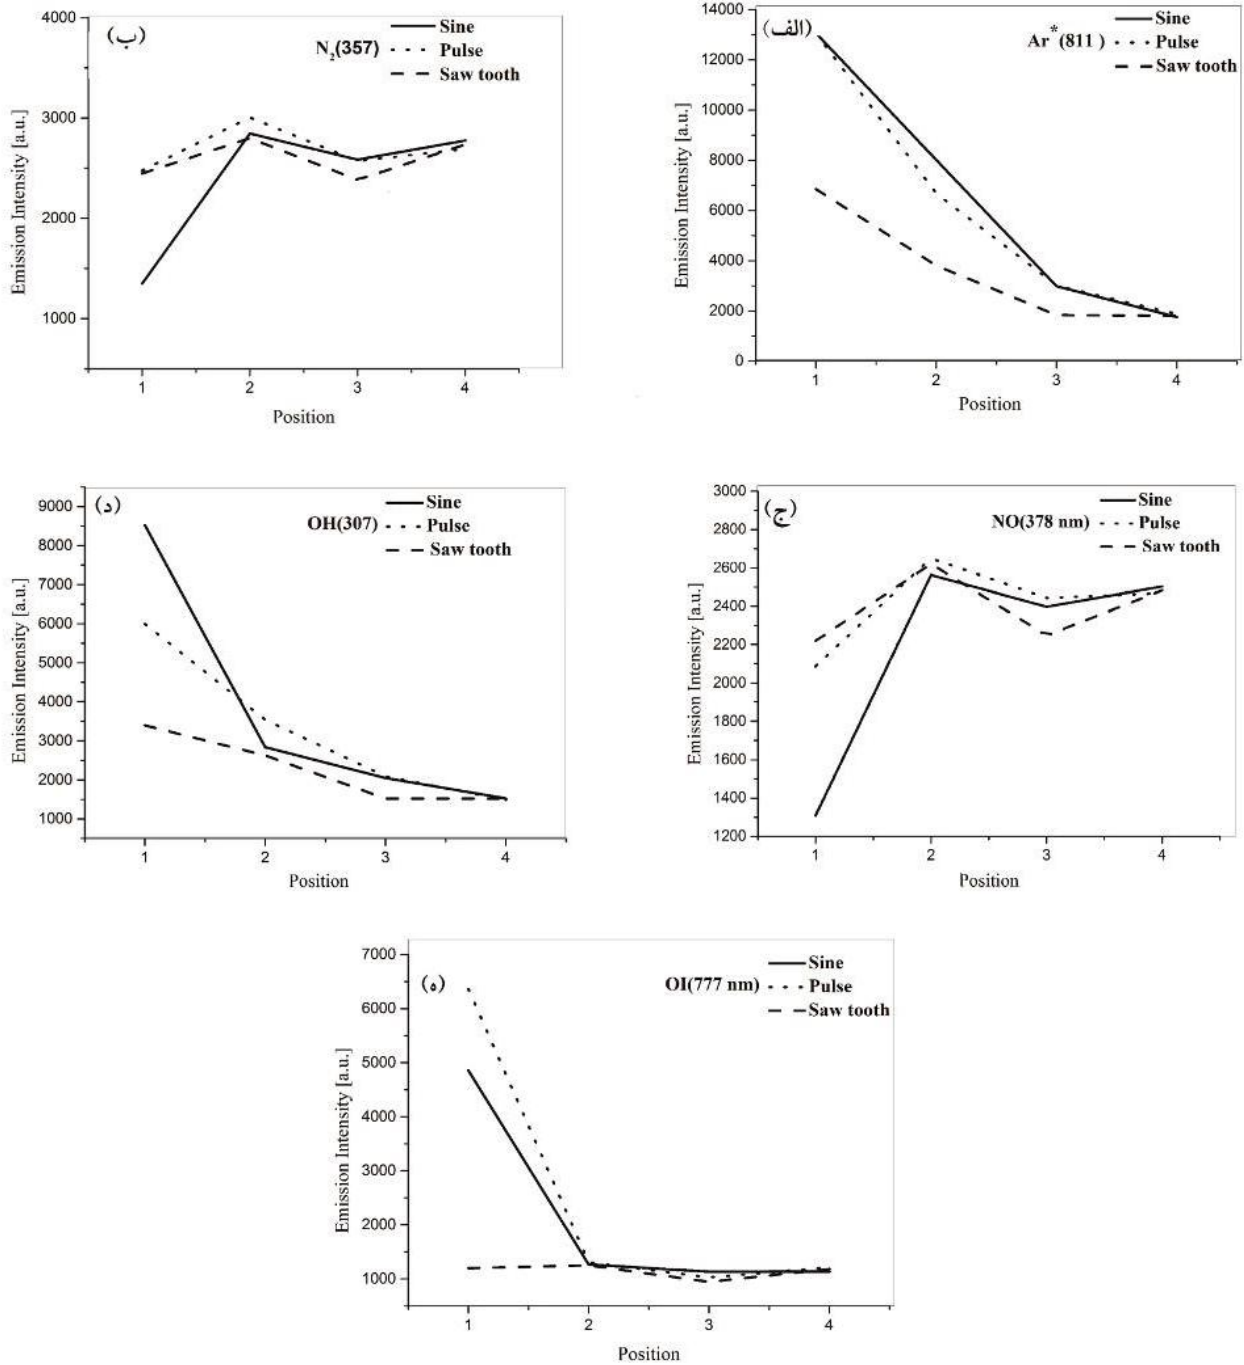 (الف)
Sine
Ar*(811 )
Pulse
Saw tooth
14000
12000
10000
8000
6000
4000
2000
0
Emission Intensity [a.u.]
1 2 3 4
Position
(ب)
Sine
N₂(357)
Pulse
Saw tooth
4000
3000
2000
1000
Emission Intensity [a.u.]
1 2 3 4
Position
(ج)
Sine
NO(378 nm)
Pulse
Saw tooth
3000
2800
2600
2400
2200
2000
1800
1600
1400
1200
Emission Intensity [a.u.]
1 2 3 4
Position
(د)
Sine
OH(307)
Pulse
Saw tooth
9000
8000
7000
6000
5000
4000
3000
2000
1000
Emission Intensity [a.u.]
1 2 3 4
Position
(ه)
Sine
OI(777 nm)
Pulse
Saw tooth
7000
6000
5000
4000
3000
2000
1000
Emission Intensity [a.u.]
1 2 3 4
Position